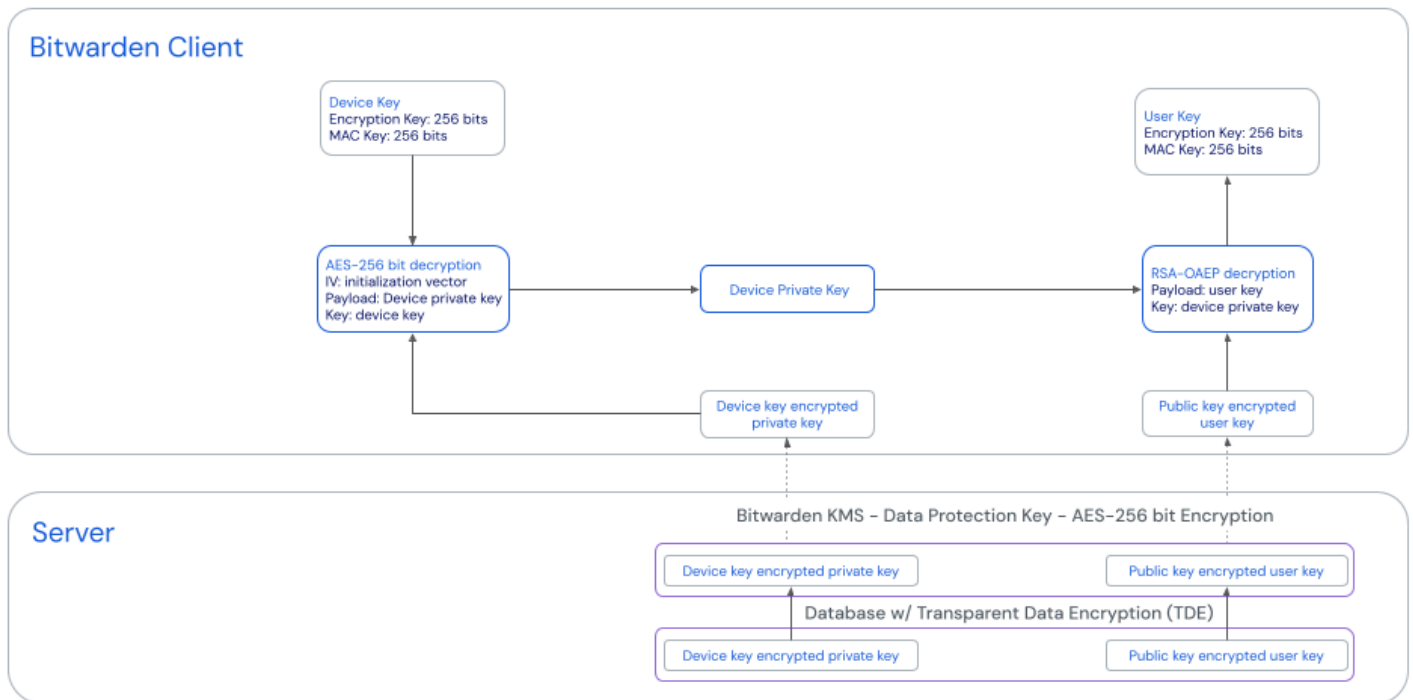 Bitwarden Client
Device Key
Encryption Key: 256 bits
MAC Key: 256 bits
User Key
Encryption Key: 256 bits
MAC Key: 256 bits
AES-256 bit decryption
IV: initialization vector
Payload: Device private key
Key: device key
Device Private Key
RSA-OAEP decryption
Payload: user key
Key: device private key
Device key encrypted
private key
Public key encrypted
user key
Server
Bitwarden KMS - Data Protection Key - AES-256 bit Encryption
Device key encrypted private key
Public key encrypted user key
Database w/ Transparent Data Encryption (TDE)
Device key encrypted private key
Public key encrypted user key